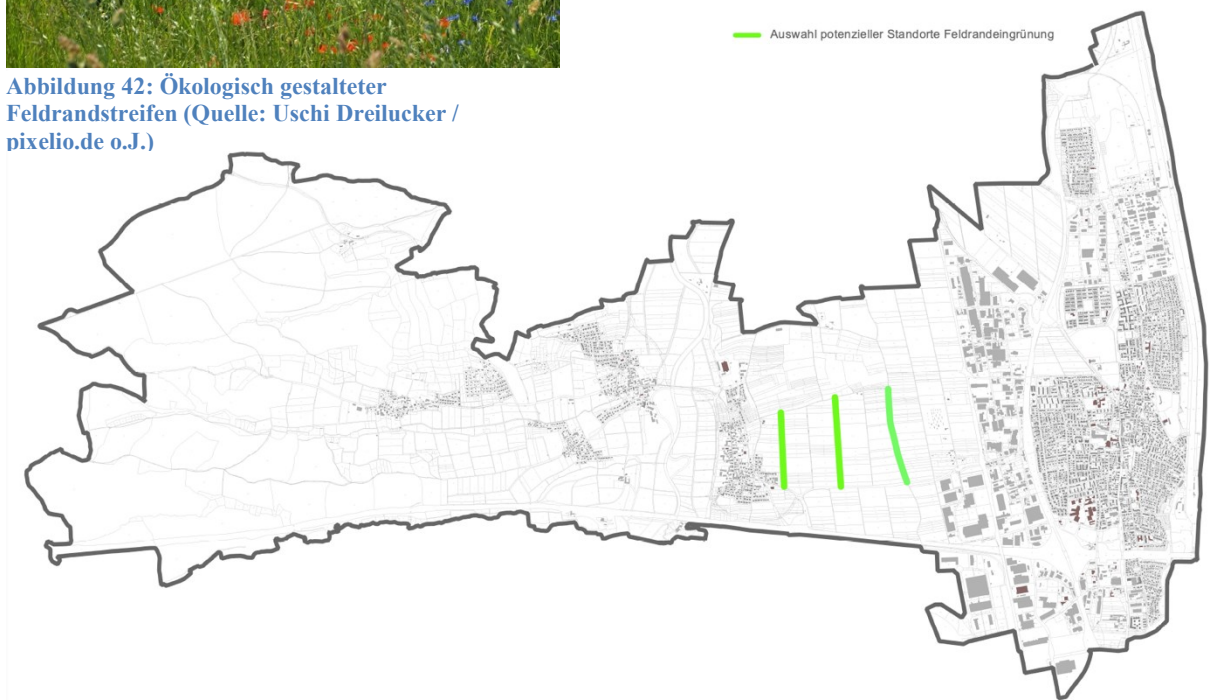 Auswahl potenzieller Standorte Feldrandeingrünung
Abbildung 42: Ökologisch gestalteter
Feldrandstreifen (Quelle: Uschi Dreilucker /
pixelio.de o.J.)